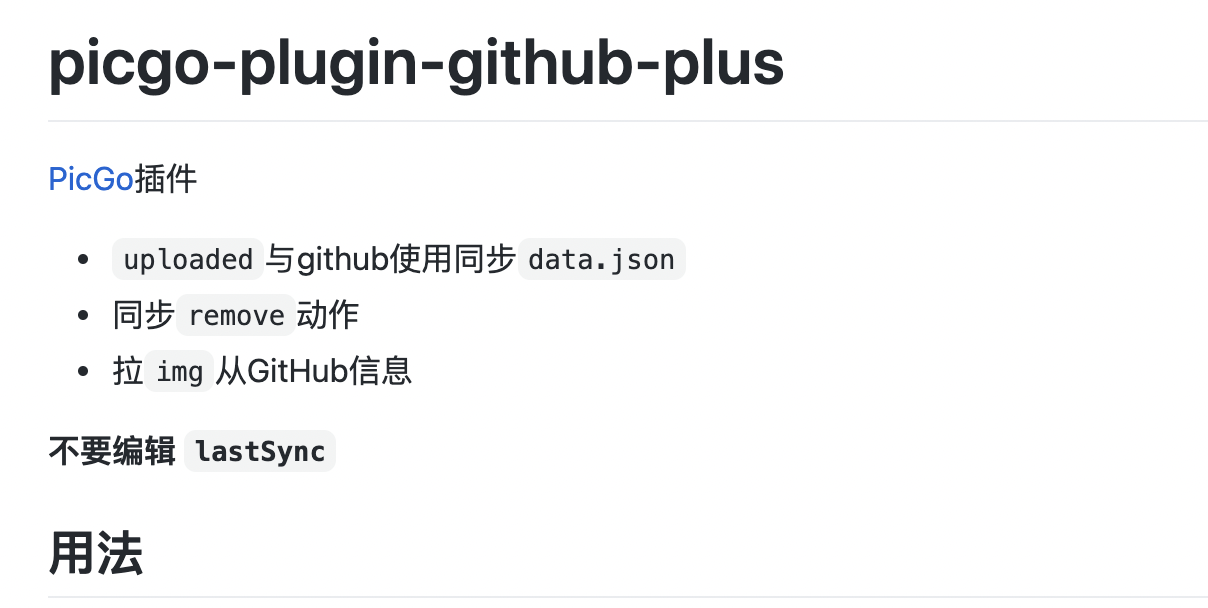 picgo-plugin-github-plus
PicGo插件
uploaded与github使用同步data.json
同步remove动作
拉img从GitHub信息
不要编辑 lastSync
用法